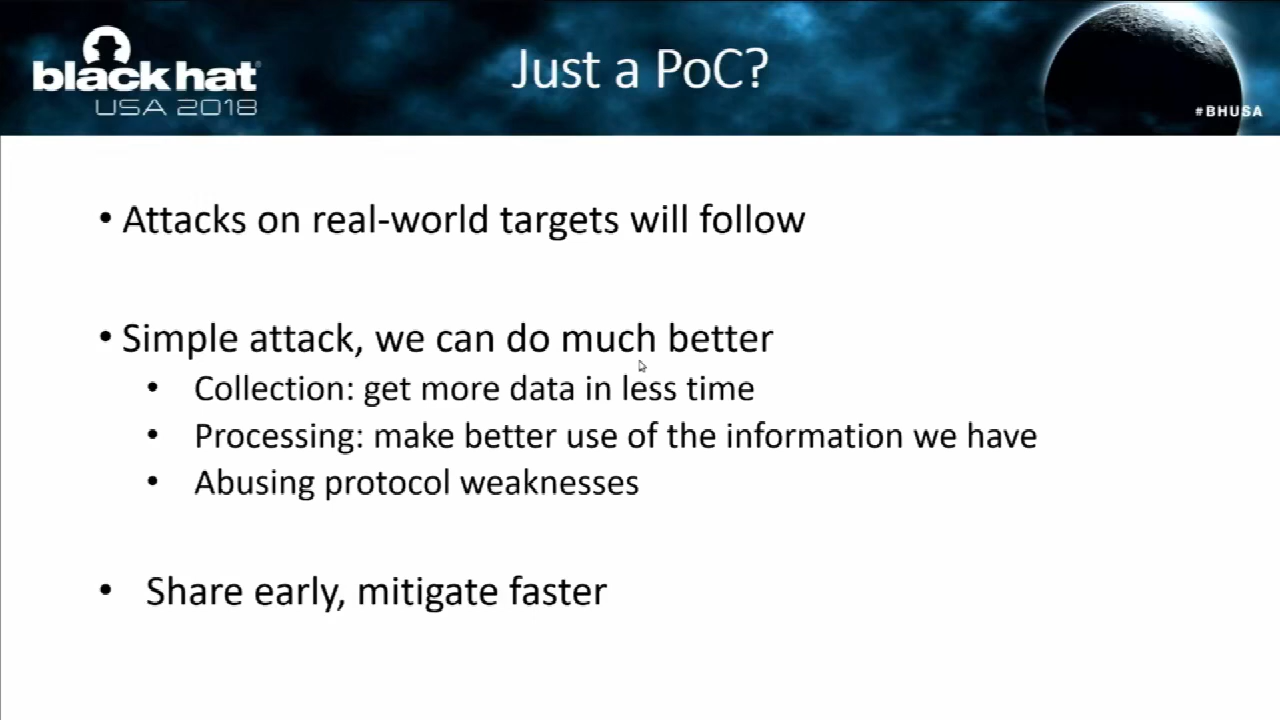 black hat
USA 2018
Just a PoC?
#BHUSA
• Attacks on real-world targets will follow
• Simple attack, we can do much better
• Collection: get more data in less time
• Processing: make better use of the information we have
• Abusing protocol weaknesses
• Share early, mitigate faster